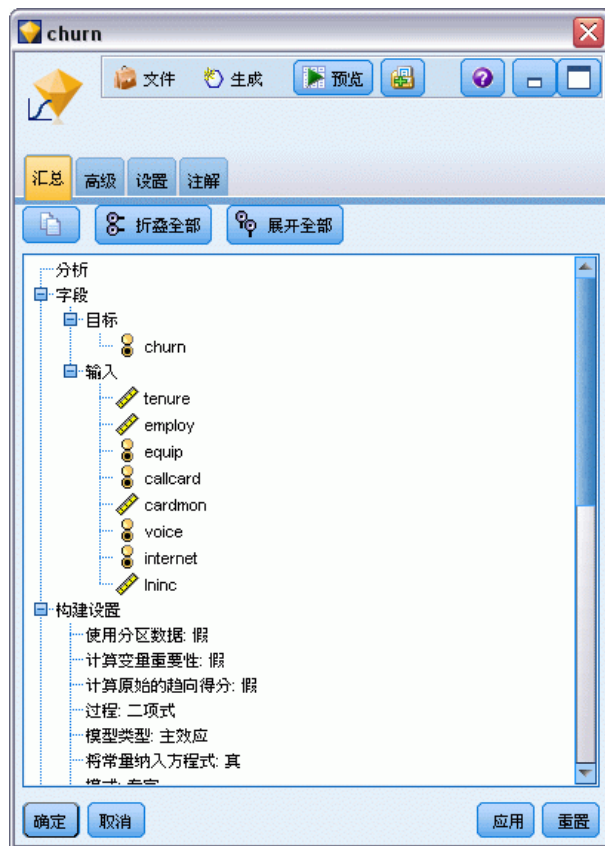 churn
文件 生成 预览
汇总 高级 设置 注解
折叠全部 展开全部
分析
字段
目标
churn
输入
tenure
employ
equip
callcard
cardmon
voice
internet
lninc
构建设置
使用分区数据: 假
计算变量重要性: 假
计算原始的趋向得分: 假
过程: 二项式
模型类型: 主效应
将常量纳入方程式: 真
确定 取消 应用 重置